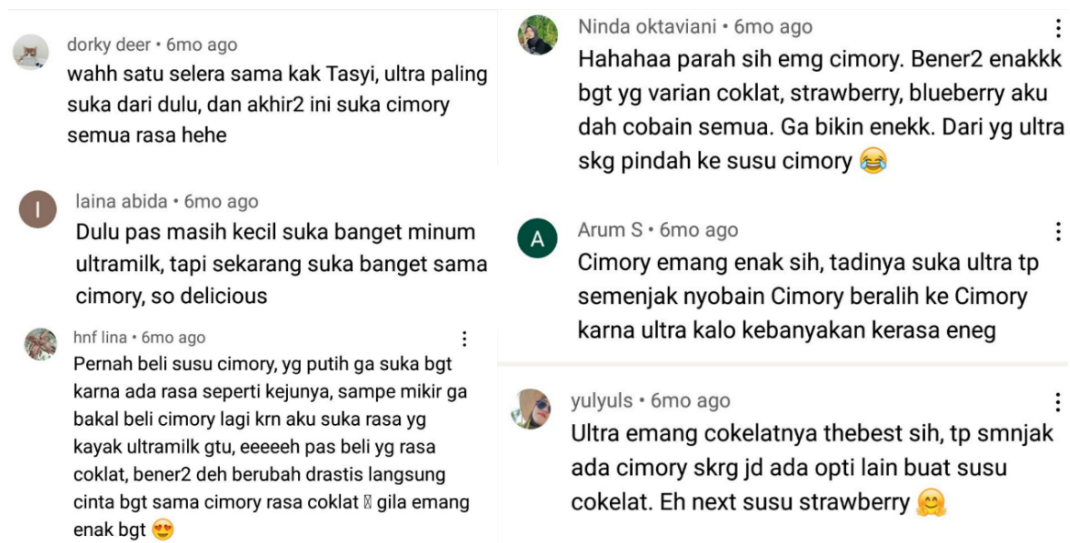 dorky deer • 6mo ago
wahh satu selera sama kak Tasyi, ultra paling
suka dari dulu, dan akhir2 ini suka cimory
semua rasa hehe
l
laina abida • 6mo ago
Dulu pas masih kecil suka banget minum
ultramilk, tapi sekarang suka banget sama
cimory, so delicious
hnf lina • 6mo ago
Pernah beli susu cimory, yg putih ga suka bgt
karna ada rasa seperti kejunya, sampe mikir ga
bakal beli cimory lagi krn aku suka rasa yg
kayak ultramilk gtu, eeeeeh pas beli yg rasa
coklat, bener2 deh berubah drastis langsung
cinta bgt sama cimory rasa coklat ▯ gila emang
enak bgt 😍
Ninda oktaviani • 6mo ago
Hahahaa parah sih emg cimory. Bener2 enakkk
bgt yg varian coklat, strawberry, blueberry aku
dah cobain semua. Ga bikin enekk. Dari yg ultra
skg pindah ke susu cimory 😂
A
Arum S • 6mo ago
Cimory emang enak sih, tadinya suka ultra tp
semenjak nyobain Cimory beralih ke Cimory
karna ultra kalo kebanyakan kerasa eneg
yulyuls • 6mo ago
Ultra emang cokelatnya thebest sih, tp smnjak
ada cimory skrg jd ada opti lain buat susu
cokelat. Eh next susu strawberry 🤗